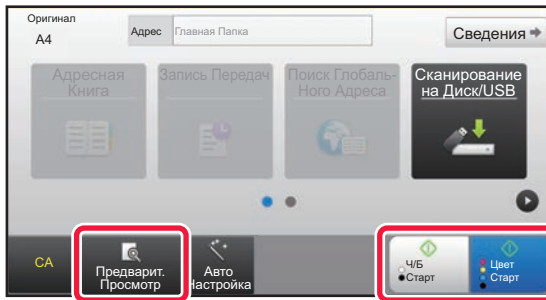 Оригинал
A4
Адрес
Главная Папка
Сведения
Адресная
Книга
Запись Передач
Поиск Глобаль-
Ного Адреса
Сканирование
на Диск/USB
CA
Предварит.
Просмотр
Авто
Настройка
Ч/Б
Старт
Цвет
Старт